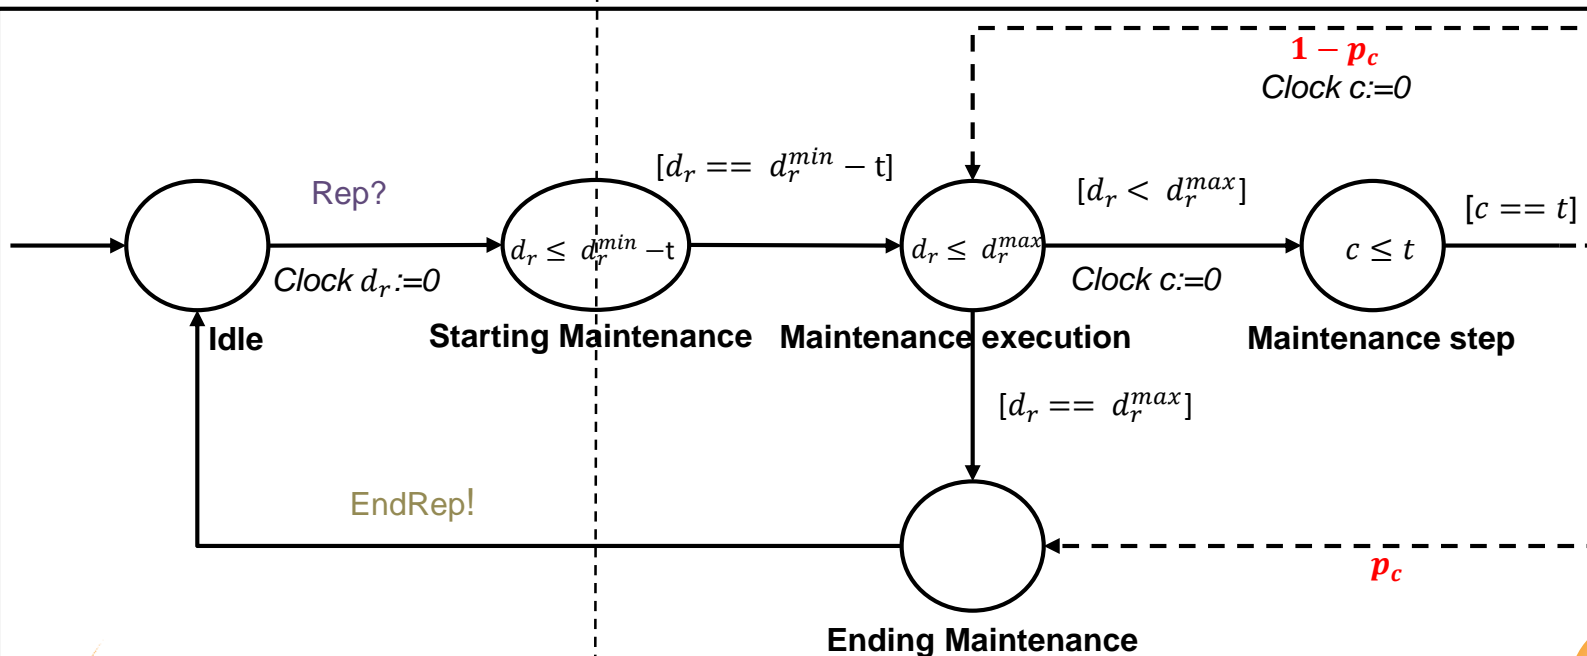 1 − p_c
Clock c:=0
Rep?
[d_r == d_r^min − t]
[d_r < d_r^max]
[c == t]
d_r ≤ d_r^min −t
d_r ≤ d_r^max
c ≤ t
Clock d_r:=0
Clock c:=0
Idle
Starting Maintenance
Maintenance execution
Maintenance step
[d_r == d_r^max]
EndRep!
p_c
Ending Maintenance